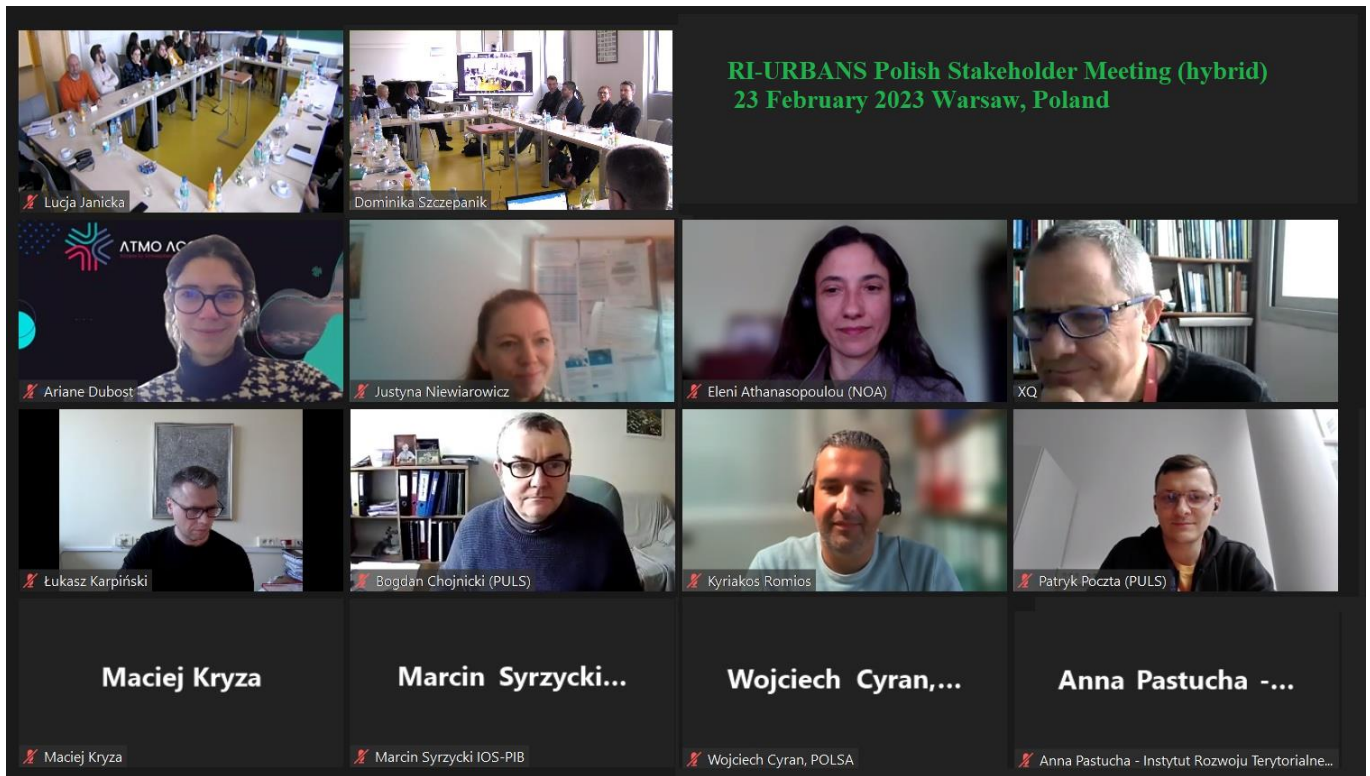 RI-URBANS Polish Stakeholder Meeting (hybrid)
23 February 2023 Warsaw, Poland
Lucja Janicka
Dominika Szczepanik
ATMO AC
Ariane Dubost
Justyna Niewiarowicz
Eleni Athanasopoulou (NOA)
XQ
Łukasz Karpiński
Bogdan Chojnicki (PULS)
Kyriakos Romios
Patryk Poczta (PULS)
Maciej Kryza
Marcin Syrzycki...
Wojciech Cyran,...
Anna Pastucha -...
Maciej Kryza
Marcin Syrzycki IOS-PIB
Wojciech Cyran, POLSA
Anna Pastucha - Instytut Rozwoju Terytorialne...